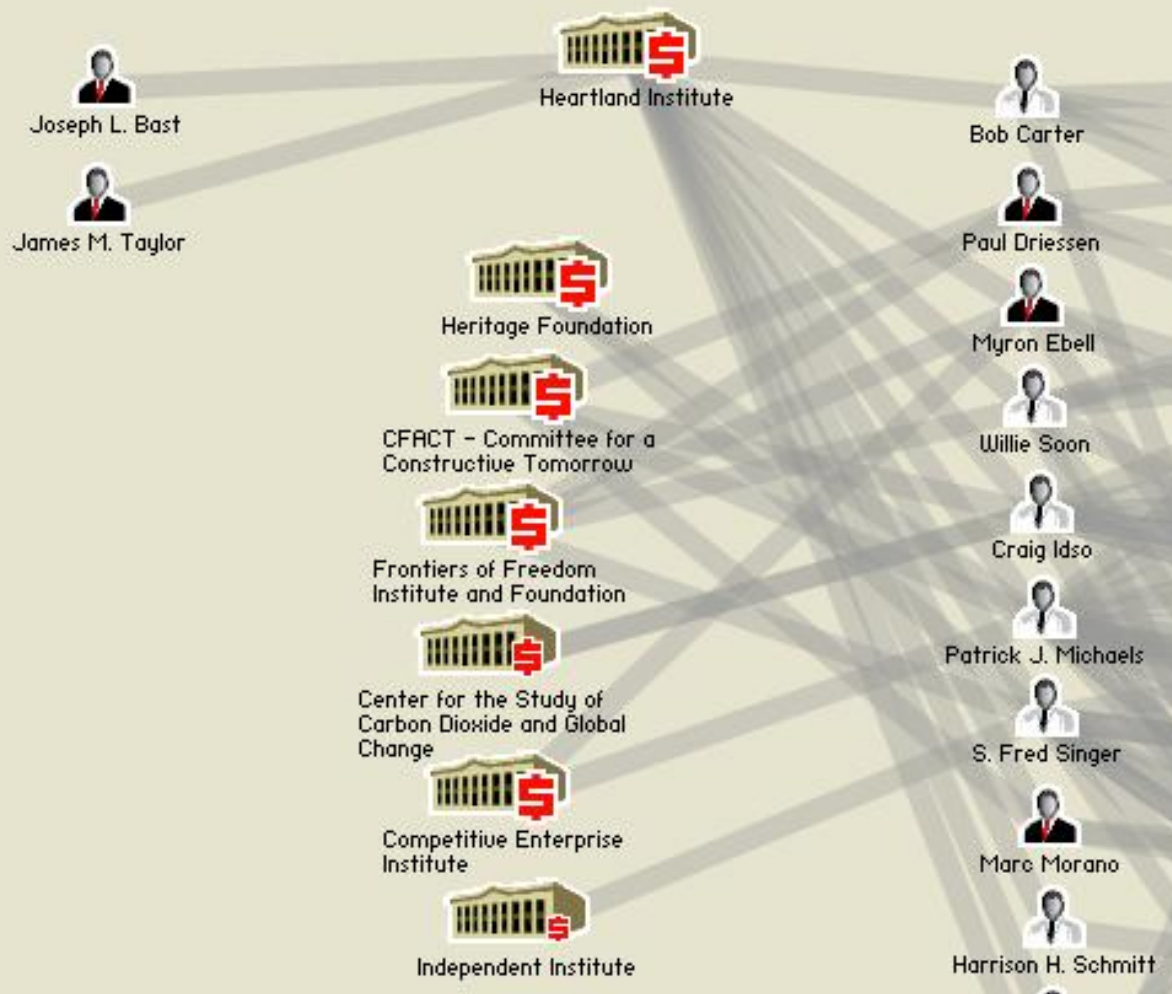 Heartland Institute
Joseph L. Bast
Bob Carter
James M. Taylor
Paul Driessen
Heritage Foundation
Myron Ebell
CFACT - Committee for a
Constructive Tomorrow
Willie Soon
Craig Idso
Frontiers of Freedom
Institute and Foundation
Patrick J. Michaels
Center for the Study of
Carbon Dioxide and Global
Change
S. Fred Singer
Competitive Enterprise
Institute
Marc Morano
Independent Institute
Harrison H. Schmitt